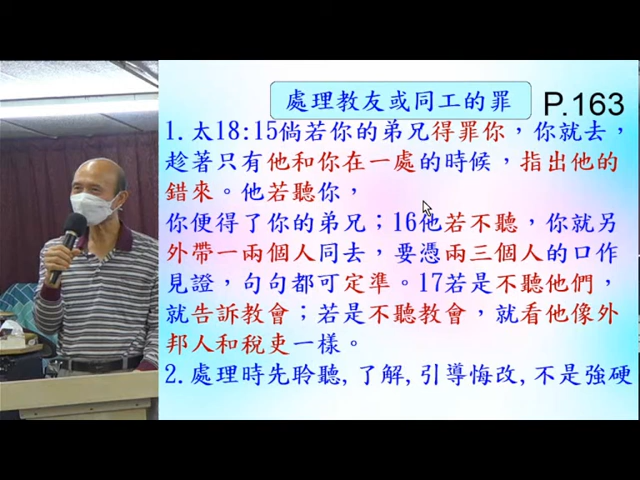 處理教友或同工的罪
P.163
1.太18:15倘若你的弟兄得罪你，你就去，
趁著只有他和你在一處的時候，指出他的
錯來。他若聽你，
你便得了你的弟兄；16他若不聽，你就另
外帶一兩個人同去，要憑兩三個人的口作
見證，句句都可定準。17若是不聽他們，
就告訴教會；若是不聽教會，就看他像外
邦人和稅吏一樣。
2.處理時先聆聽,了解,引導悔改,不是強硬